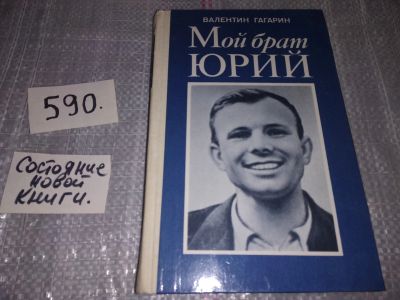 ВАЛЕНТИН ГАГАРИН
Мой брат
ЮРИЙ
590.
Состояние
новой
книги.